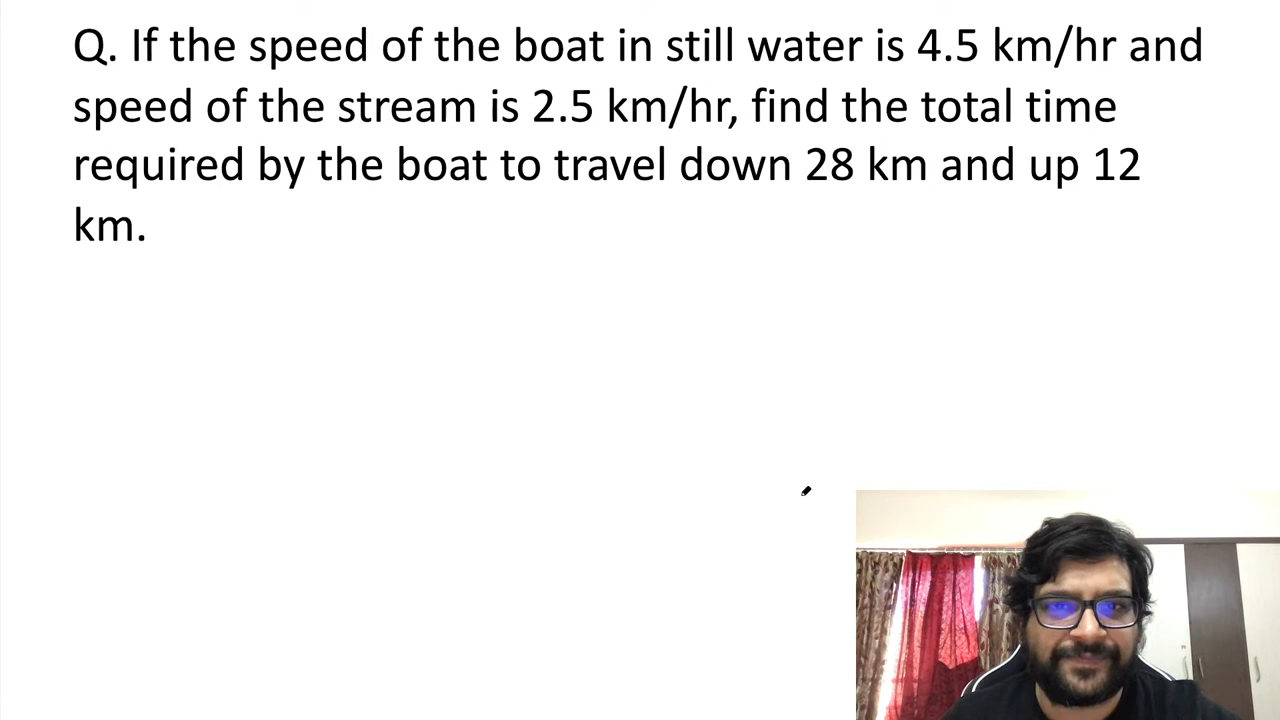 Q. If the speed of the boat in still water is 4.5 km/hr and
speed of the stream is 2.5 km/hr, find the total time
required by the boat to travel down 28 km and up 12
km.